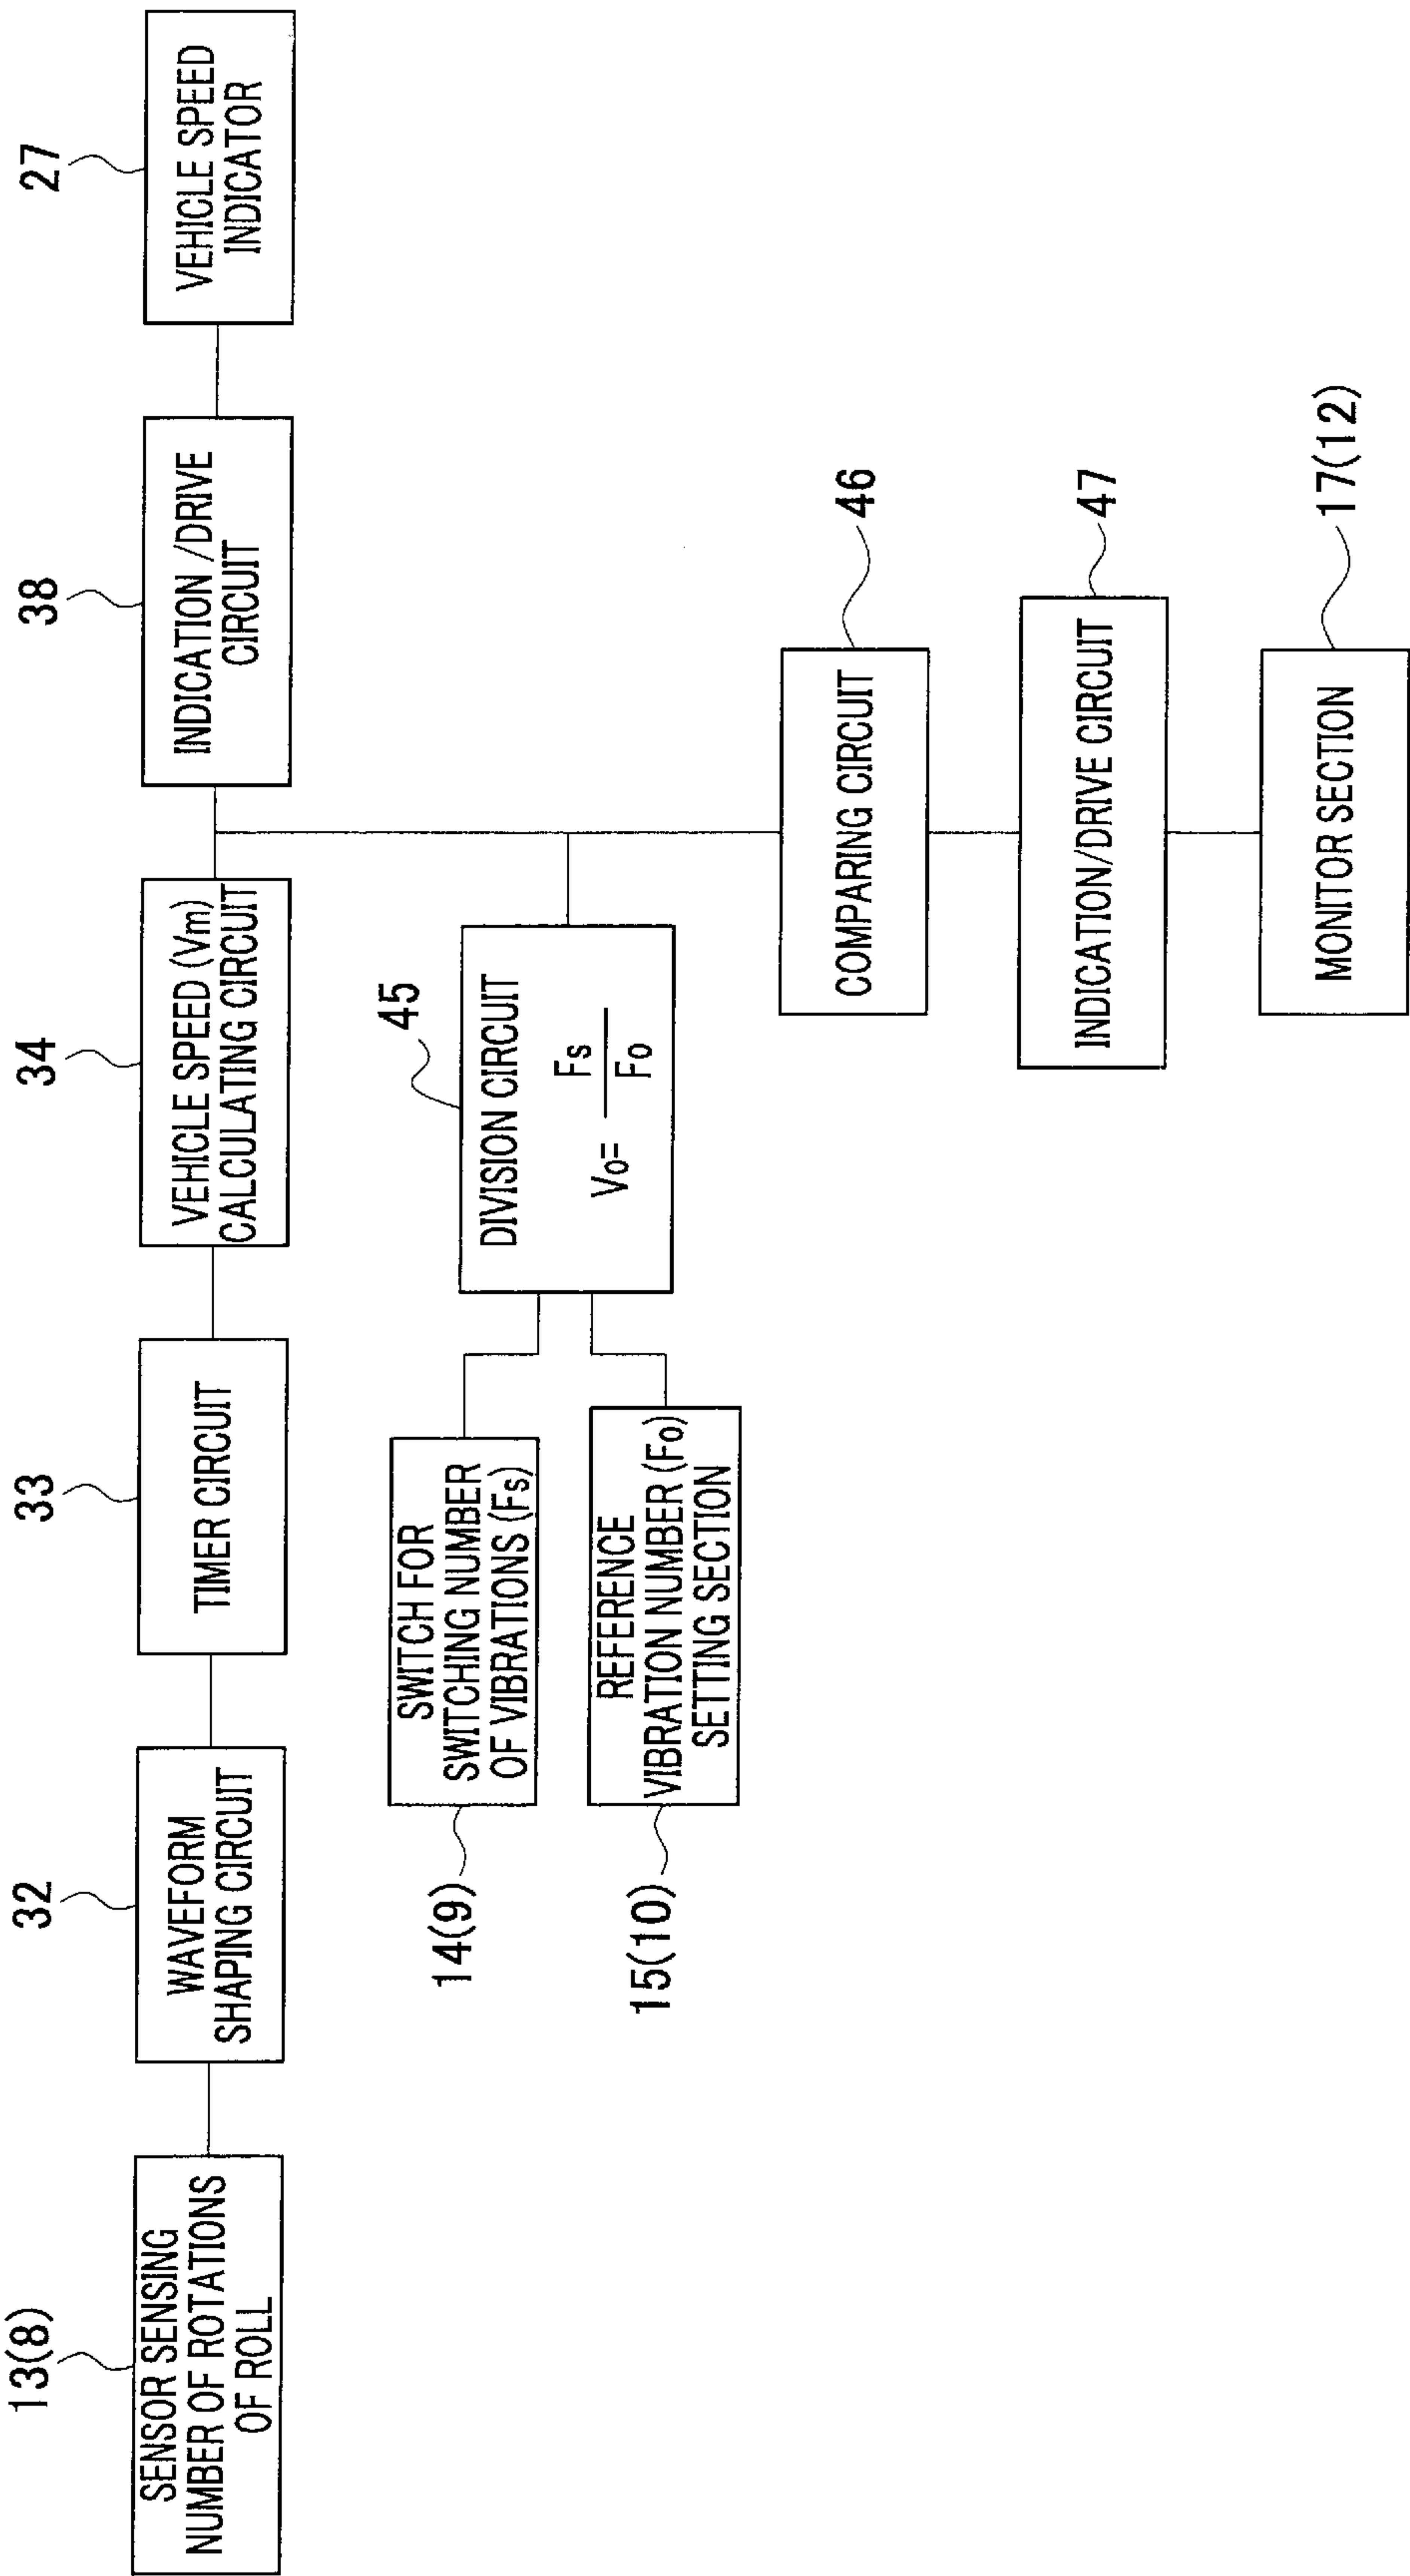 13(8)
SENSOR SENSING
NUMBER OF ROTATIONS
OF ROLL
32
WAVEFORM
SHAPING CIRCUIT
33
TIMER CIRCUIT
34
VEHICLE SPEED (Vm)
CALCULATING CIRCUIT
38
INDICATION /DRIVE
CIRCUIT
27
VEHICLE SPEED
INDICATOR
14(9)
SWITCH FOR
SWITCHING NUMBER
OF VIBRATIONS (Fs)
15(10)
REFERENCE
VIBRATION NUMBER (Fo)
SETTING SECTION
45
DIVISION CIRCUIT
Vo= Fs
Fo
46
COMPARING CIRCUIT
47
INDICATION/DRIVE CIRCUIT
17(12)
MONITOR SECTION